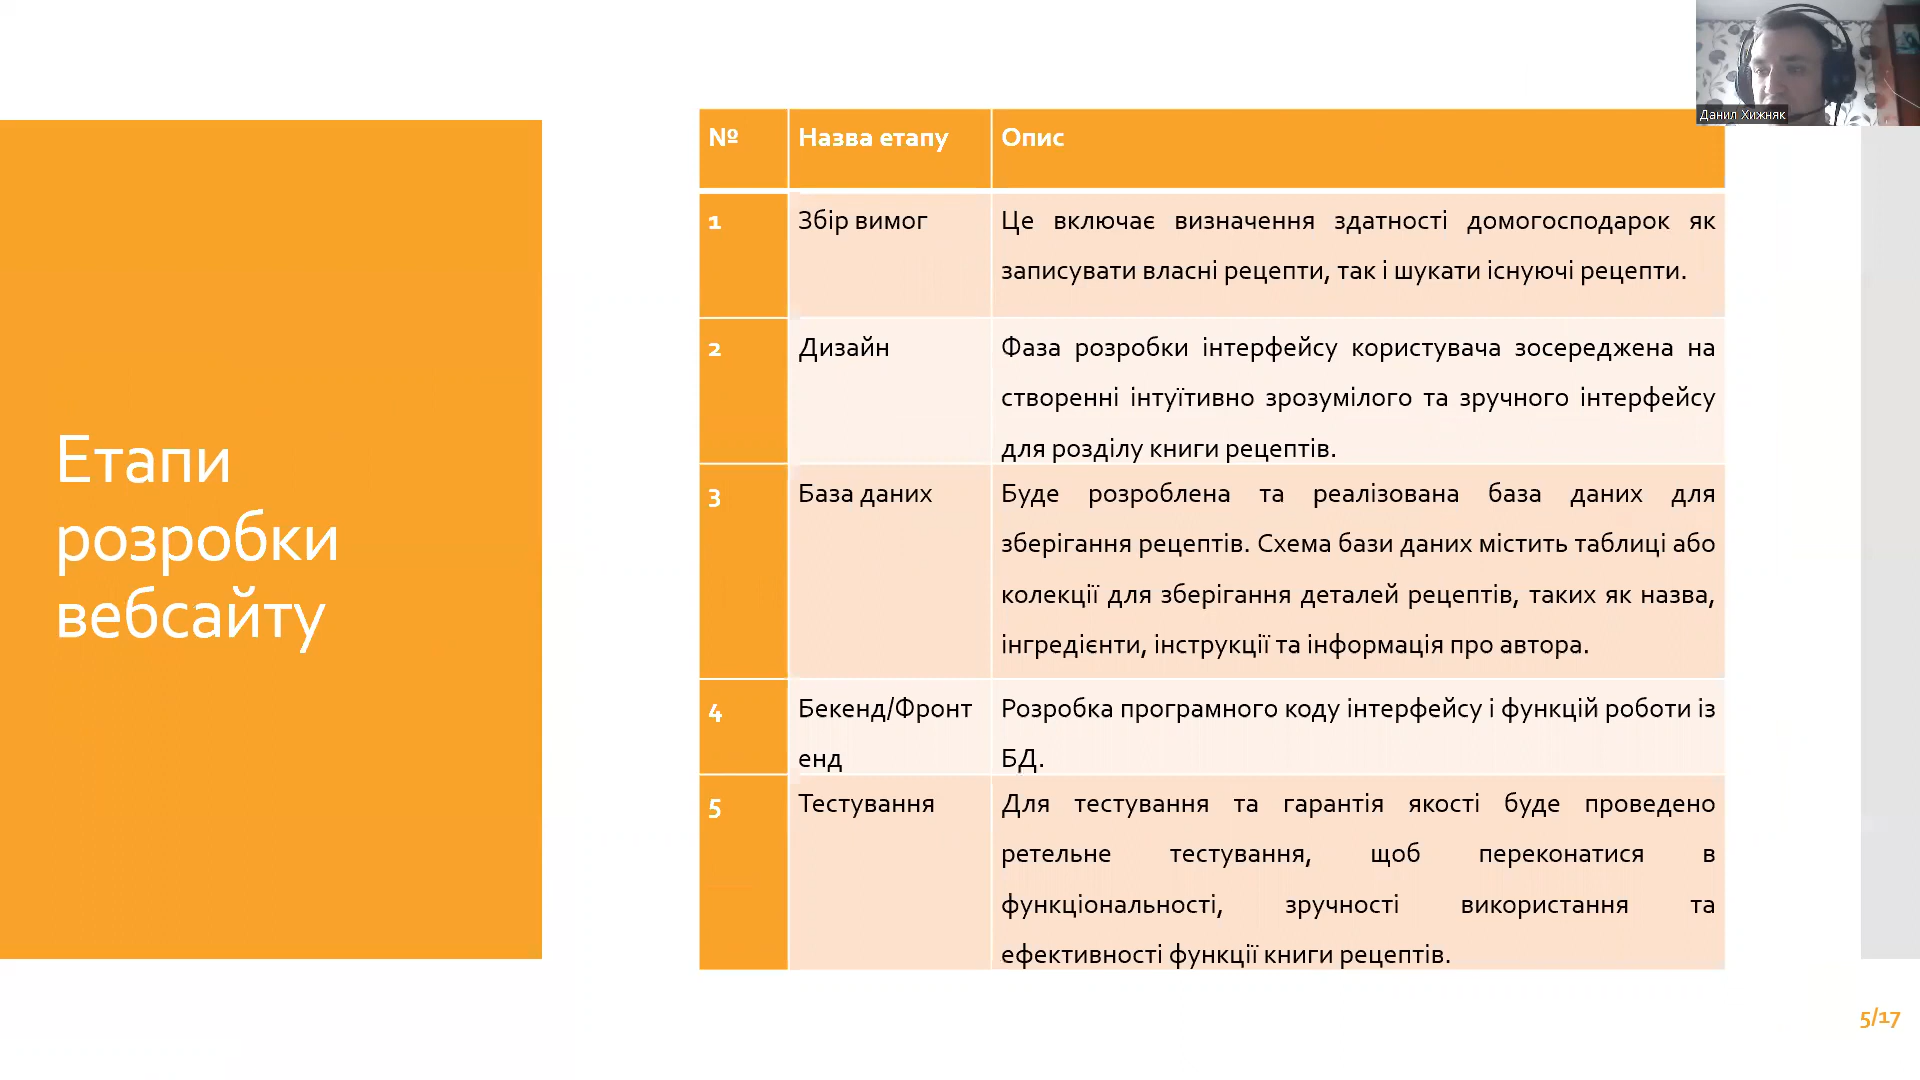 Данил Хижняк
Етапи
розробки
вебсайту
№ Назва етапу Опис
1 Збір вимог Це включає визначення здатності домогосподарок як
записувати власні рецепти, так і шукати існуючі рецепти.
2 Дизайн Фаза розробки інтерфейсу користувача зосереджена на
створенні інтуїтивно зрозумілого та зручного інтерфейсу
для розділу книги рецептів.
3 База даних Буде розроблена та реалізована база даних для
зберігання рецептів. Схема бази даних містить таблиці або
колекції для зберігання деталей рецептів, таких як назва,
інгредієнти, інструкції та інформація про автора.
4 Бекенд/Фронт Розробка програмного коду інтерфейсу і функцій роботи із
енд БД.
5 Тестування Для тестування та гарантія якості буде проведено
ретельне тестування, щоб переконатися в
функціональності, зручності використання та
ефективності функції книги рецептів.
5/17